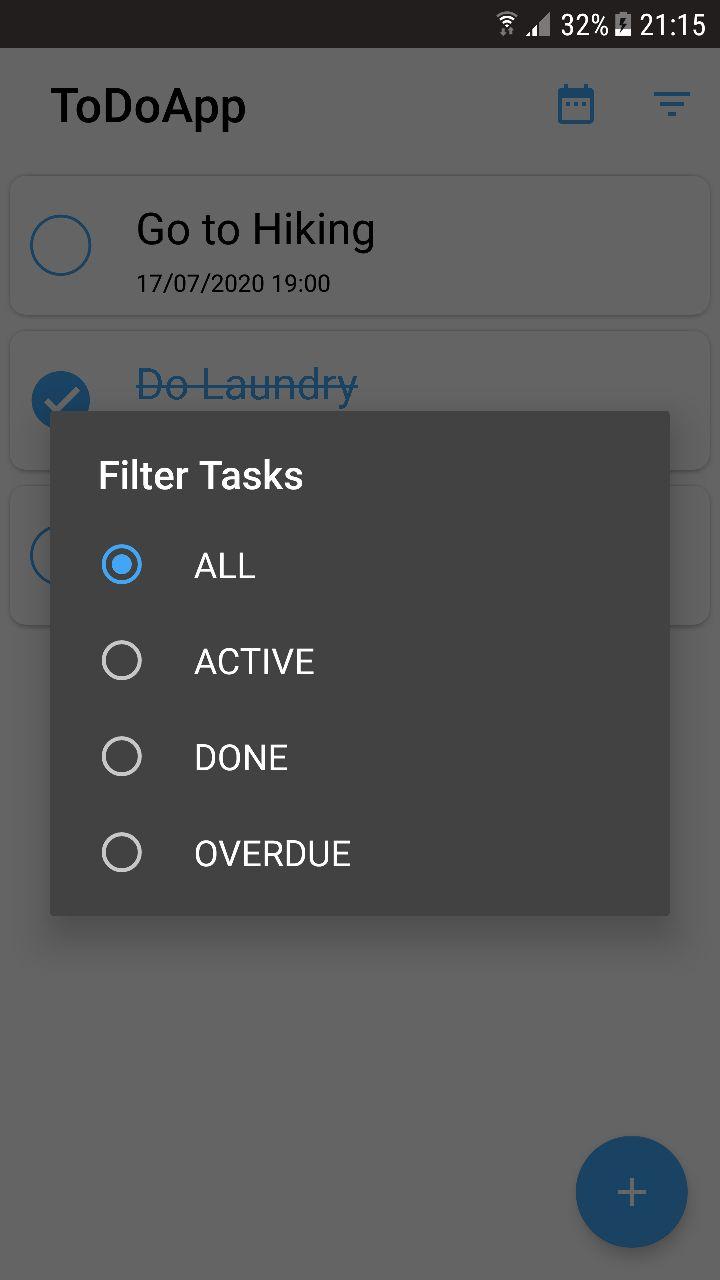 32% 21:15
ToDoApp
Go to Hiking
17/07/2020 19:00
Do Laundry
Filter Tasks
ALL
ACTIVE
DONE
OVERDUE
+